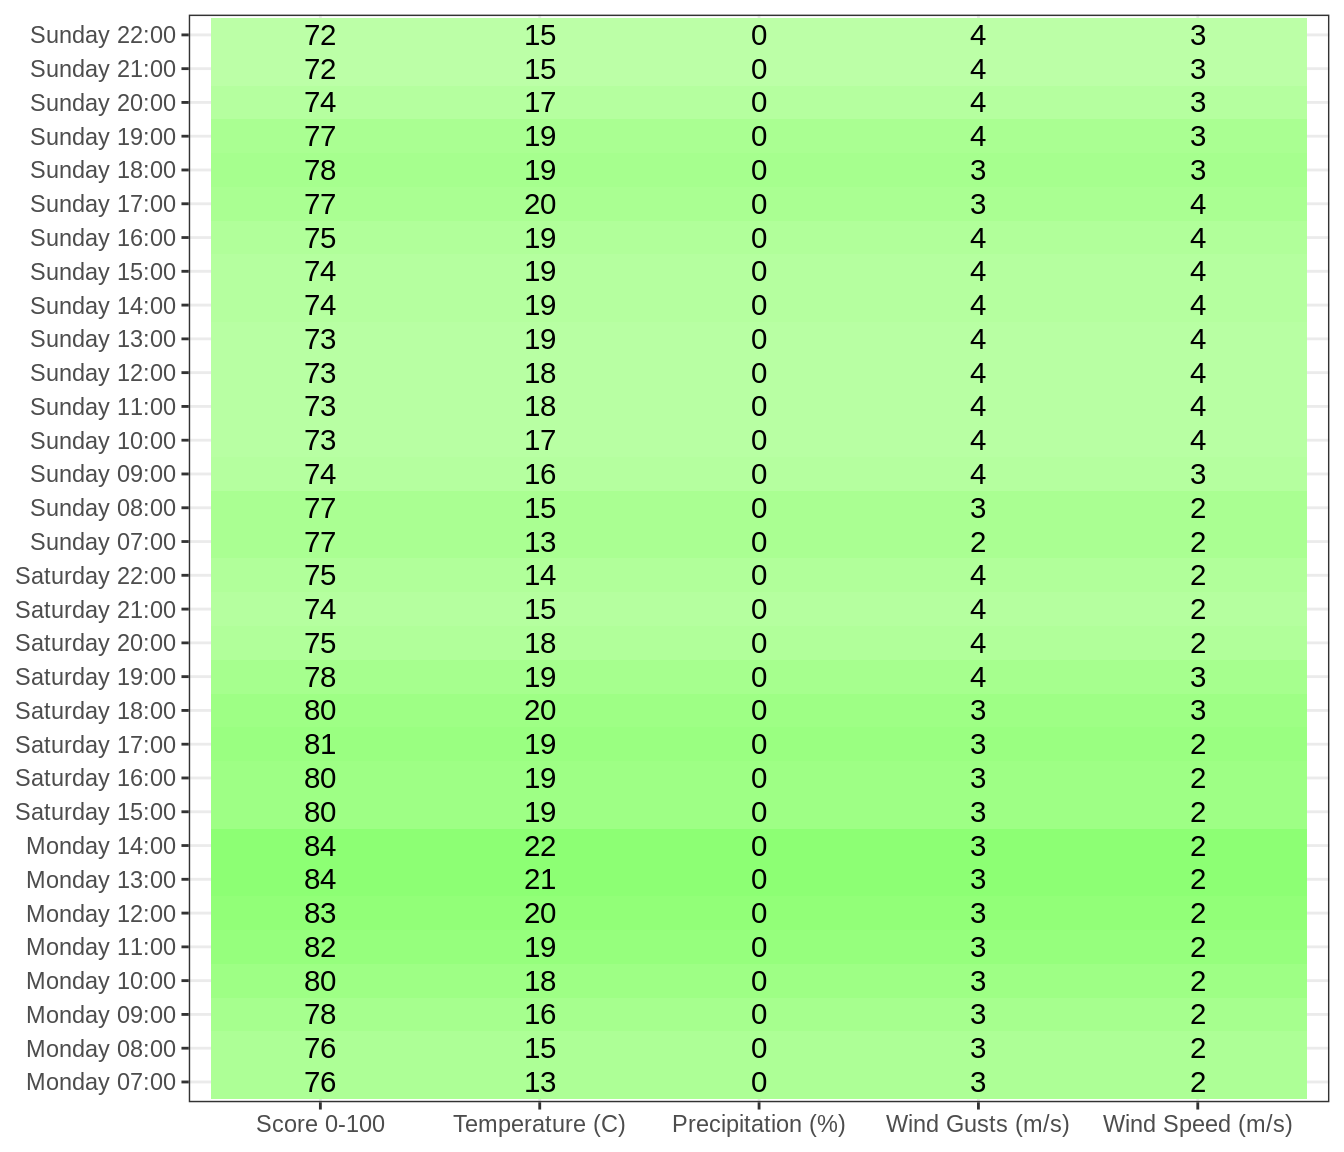 Sunday 22:00 72 15 0 4 3
Sunday 21:00 72 15 0 4 3
Sunday 20:00 74 17 0 4 3
Sunday 19:00 77 19 0 4 3
Sunday 18:00 78 19 0 3 3
Sunday 17:00 77 20 0 3 4
Sunday 16:00 75 19 0 4 4
Sunday 15:00 74 19 0 4 4
Sunday 14:00 74 19 0 4 4
Sunday 13:00 73 19 0 4 4
Sunday 12:00 73 18 0 4 4
Sunday 11:00 73 18 0 4 4
Sunday 10:00 73 17 0 4 4
Sunday 09:00 74 16 0 4 3
Sunday 08:00 77 15 0 3 2
Sunday 07:00 77 13 0 2 2
Saturday 22:00 75 14 0 4 2
Saturday 21:00 74 15 0 4 2
Saturday 20:00 75 18 0 4 2
Saturday 19:00 78 19 0 4 3
Saturday 18:00 80 20 0 3 3
Saturday 17:00 81 19 0 3 2
Saturday 16:00 80 19 0 3 2
Saturday 15:00 80 19 0 3 2
Monday 14:00 84 22 0 3 2
Monday 13:00 84 21 0 3 2
Monday 12:00 83 20 0 3 2
Monday 11:00 82 19 0 3 2
Monday 10:00 80 18 0 3 2
Monday 09:00 78 16 0 3 2
Monday 08:00 76 15 0 3 2
Monday 07:00 76 13 0 3 2
Score 0-100 Temperature (C) Precipitation (%) Wind Gusts (m/s) Wind Speed (m/s)